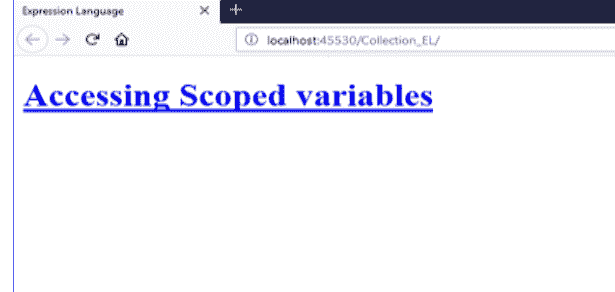 Expression Language
localhost:45530/Collection_EL/
Accessing Scoped variables